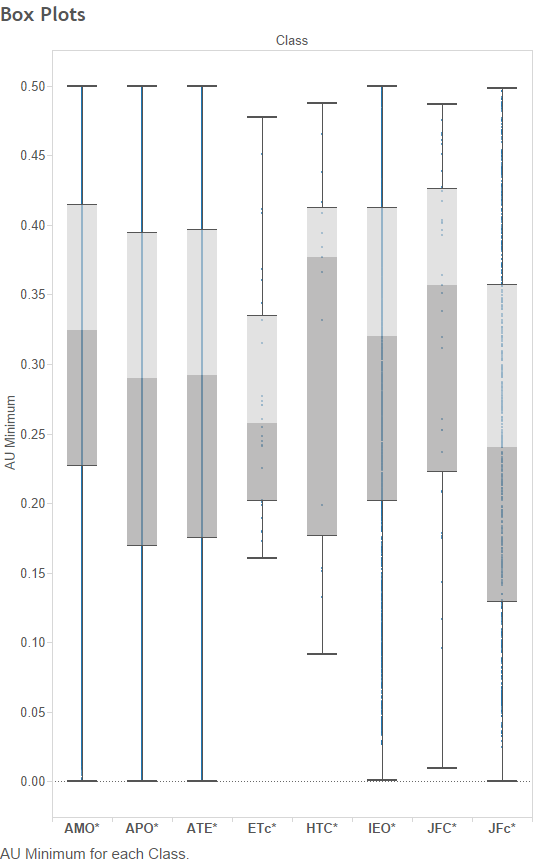 Box Plots
Class
0.50
0.45
0.40
0.35
0.30
0.25
0.20
0.15
0.10
0.05
0.00
AU Minimum
AMO* APO* ATE* ETc* HTC* IEO* JFC* JFc*
AU Minimum for each Class.